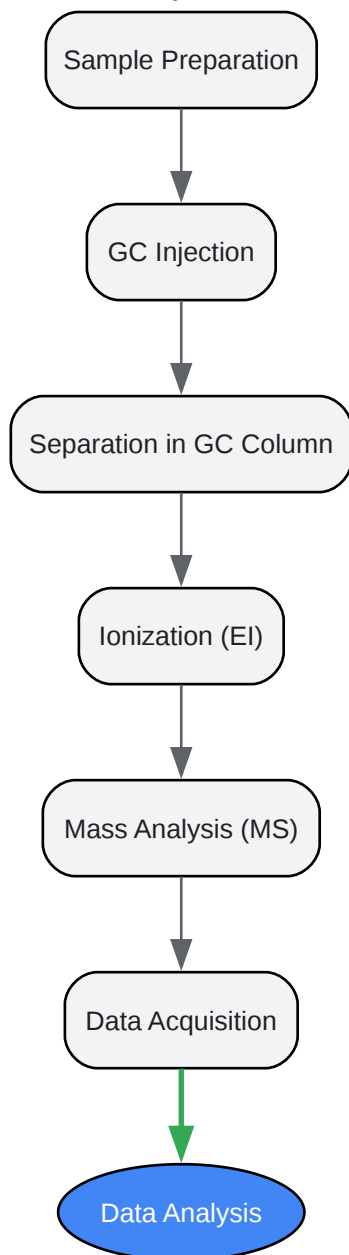 Sample Preparation
GC Injection
Separation in GC Column
Ionization (EI)
Mass Analysis (MS)
Data Acquisition
Data Analysis